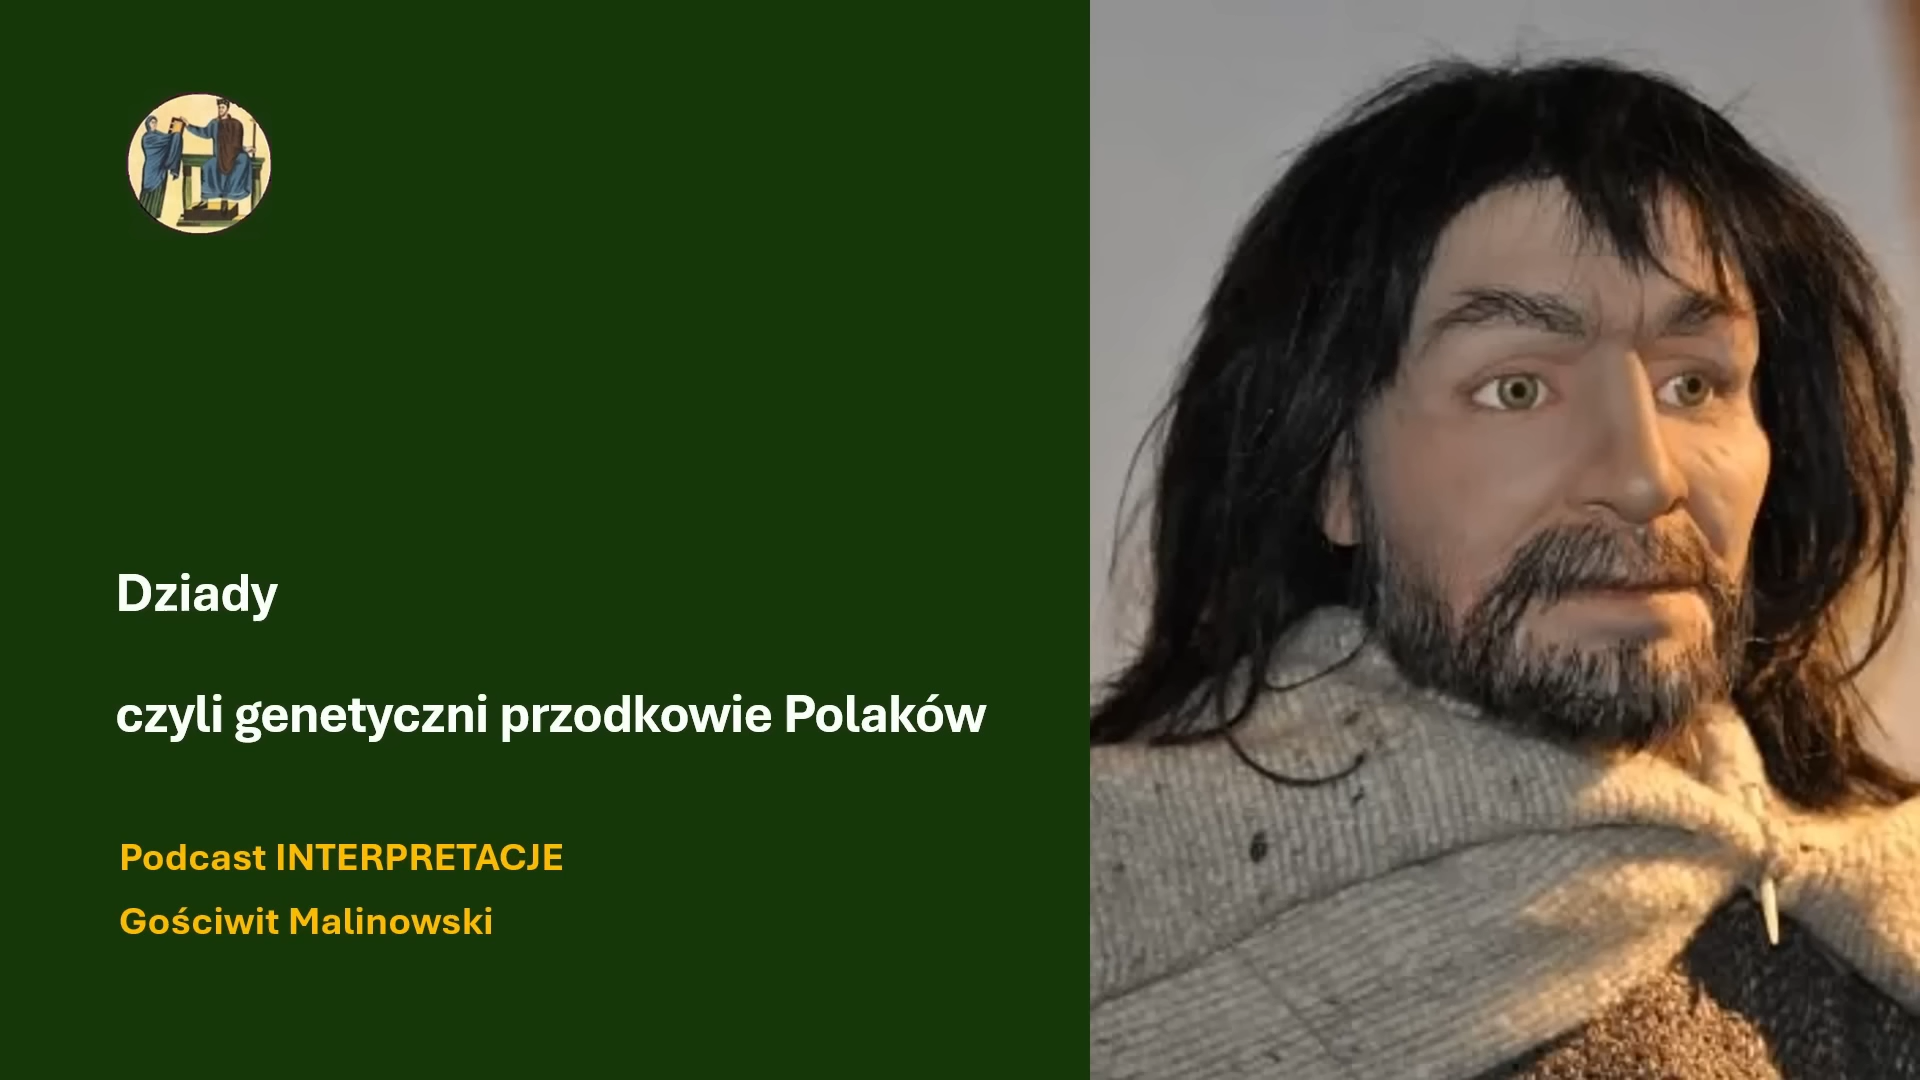 Dziady
czyli genetyczni przodkowie Polaków
Podcast INTERPRETACJE
Gościwit Malinowski